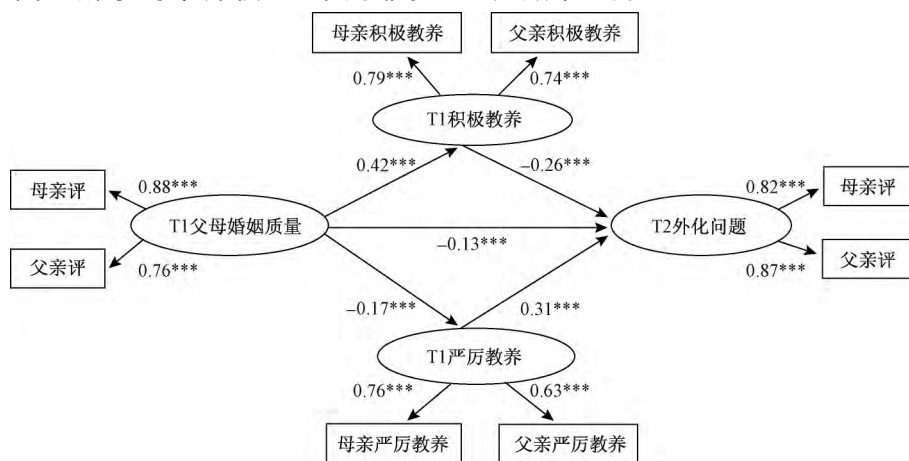 母亲积极教养 父亲积极教养
0.79*** 0.74***
T1积极教养
0.42*** –0.26***
母亲评 0.88*** 0.82*** 母亲评
T1父母婚姻质量 T2外化问题
–0.13***
父亲评 0.76*** 0.87*** 父亲评
–0.17*** 0.31***
T1严厉教养
0.76*** 0.63***
母亲严厉教养 父亲严厉教养